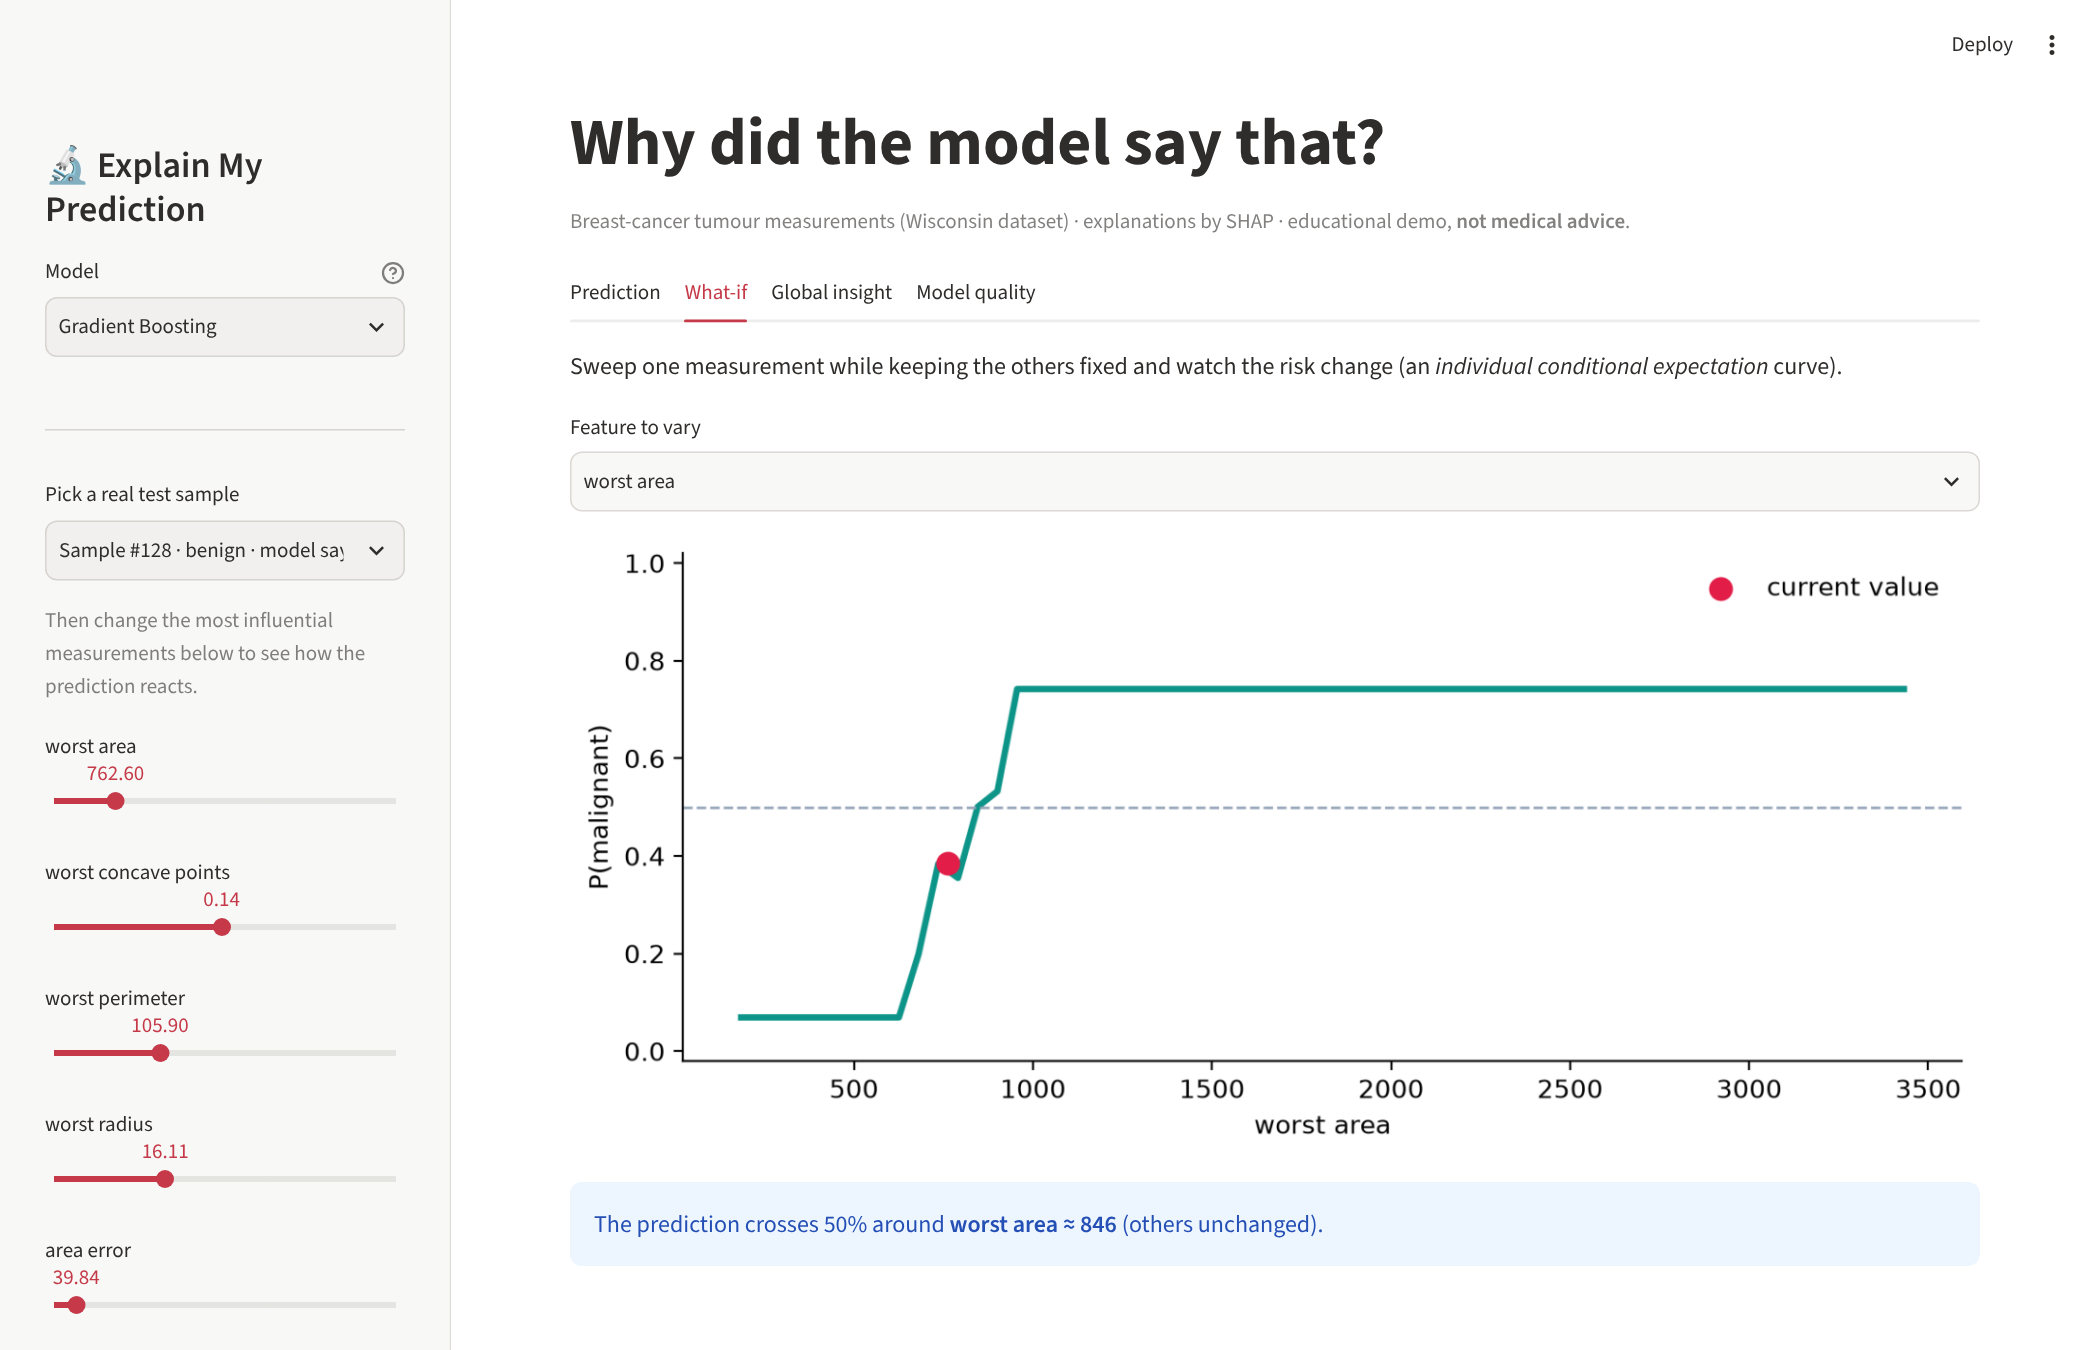 Deploy
🔬 Explain My
Prediction
Model
Gradient Boosting
Pick a real test sample
Sample #128 · benign · model say
Then change the most influential
measurements below to see how the
prediction reacts.
worst area
762.60
worst concave points
0.14
worst perimeter
105.90
worst radius
16.11
area error
39.84
Why did the model say that?
Breast-cancer tumour measurements (Wisconsin dataset) · explanations by SHAP · educational demo, not medical advice.
Prediction What-if Global insight Model quality
Sweep one measurement while keeping the others fixed and watch the risk change (an individual conditional expectation curve).
Feature to vary
worst area
1.0
0.8
0.6
0.4
0.2
0.0
P(malignant)
current value
500 1000 1500 2000 2500 3000 3500
worst area
The prediction crosses 50% around worst area ≈ 846 (others unchanged).